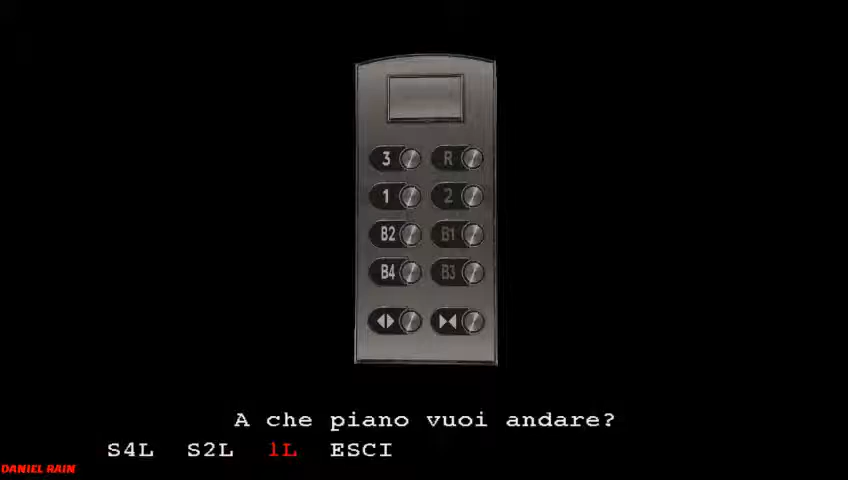 3 R
1 2
B2 B1
B4 B3
A che piano vuoi andare?
S4L S2L 1L ESCI
DANIEL RAIN